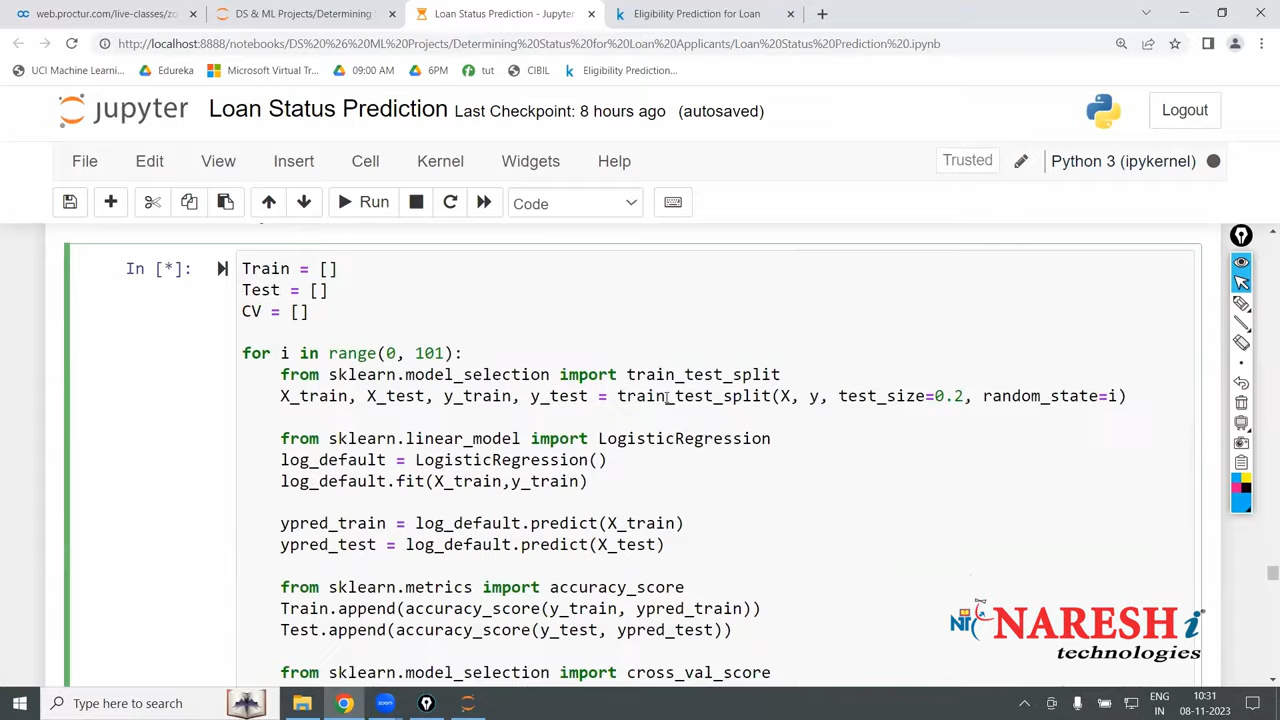 web.proctur.com/live-classes/zo
DS & ML Projects/Determining
Loan Status Prediction - Jupyter
Eligibility Prediction for Loan
http://localhost:8888/notebooks/DS%20%26%20ML%20Projects/Determining%20Status%20for%20Loan%20Applicants/Loan%20Status%20Prediction%20.ipynb
UCI Machine Learni...
Edureka
Microsoft Virtual Tr...
09:00 AM
6PM
tut
CIBIL
Eligibility Prediction...
jupyter
Loan Status Prediction Last Checkpoint: 8 hours ago (autosaved)
Logout
File Edit View Insert Cell Kernel Widgets Help
Trusted
Python 3 (ipykernel)
Run
Code
In [*]:
Train = []
Test = []
CV = []
for i in range(0, 101):
from sklearn.model_selection import train_test_split
X_train, X_test, y_train, y_test = train_test_split(X, y, test_size=0.2, random_state=i)
from sklearn.linear_model import LogisticRegression
log_default = LogisticRegression()
log_default.fit(X_train,y_train)
ypred_train = log_default.predict(X_train)
ypred_test = log_default.predict(X_test)
from sklearn.metrics import accuracy_score
Train.append(accuracy_score(y_train, ypred_train))
Test.append(accuracy_score(y_test, ypred_test))
from sklearn.model_selection import cross_val_score
NARESH i
technologies
Type here to search
zoom
ENG
IN
10:31
08-11-2023